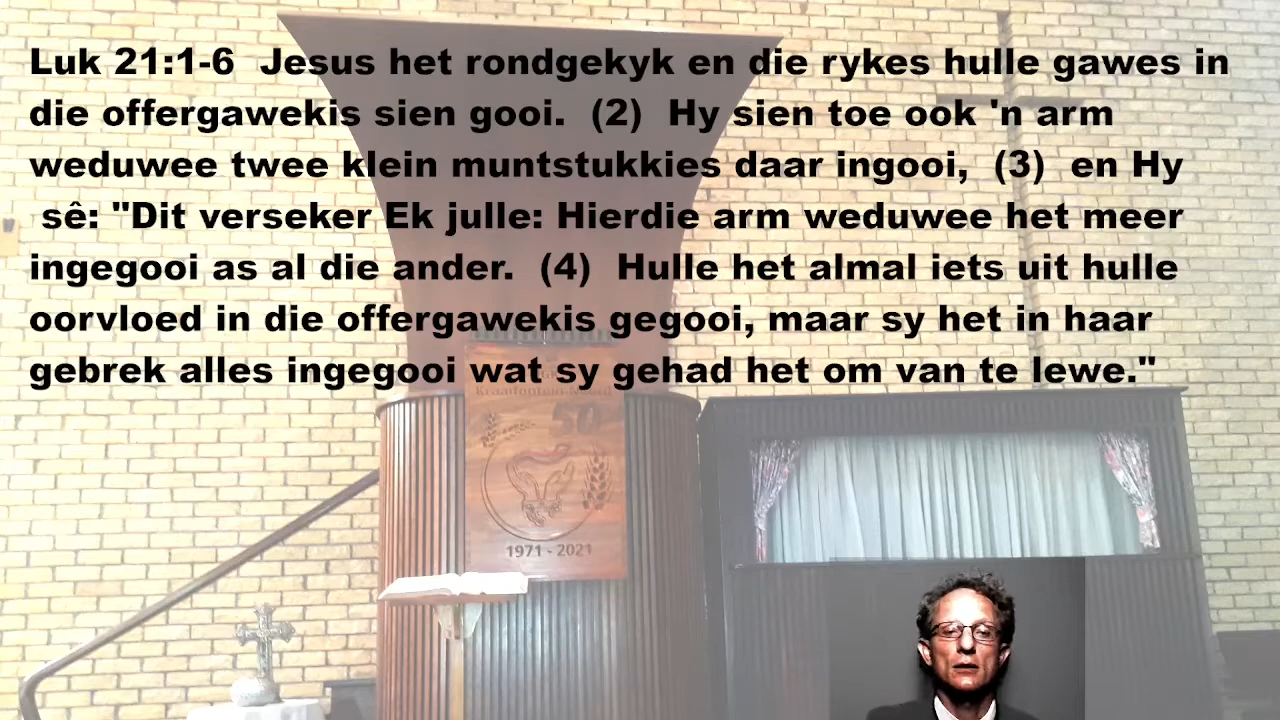 Luk 21:1-6  Jesus het rondgekyk en die rykes hulle gawes in
die offergawekis sien gooi.  (2)  Hy sien toe ook 'n arm
weduwee twee klein muntstukkies daar ingooi,  (3)  en Hy
sê: "Dit verseker Ek julle: Hierdie arm weduwee het meer
ingegooi as al die ander.  (4)  Hulle het almal iets uit hulle
oorvloed in die offergawekis gegooi, maar sy het in haar
gebrek alles ingegooi wat sy gehad het om van te lewe."
Kraaifontein-Noord
50
1971 - 2021